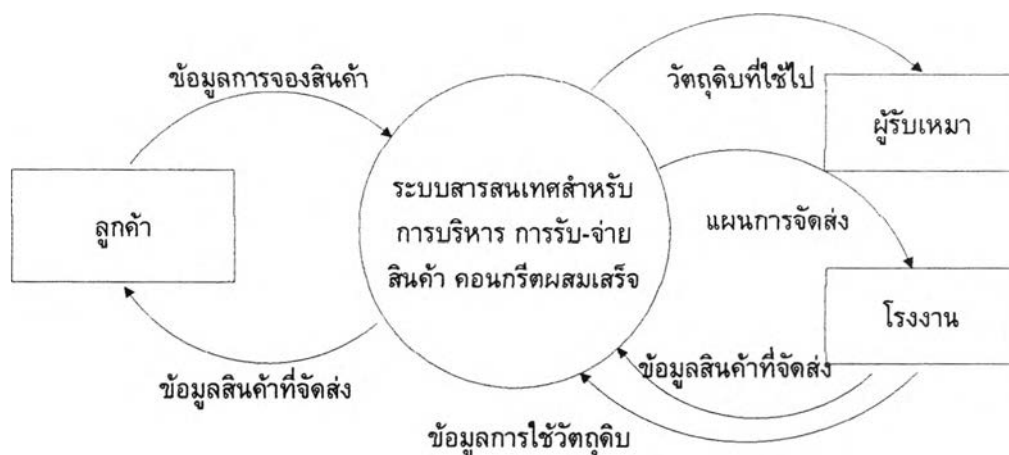 ข้อมูลการจองสินค้า
วัตถุดิบที่ใช้ไป
ผู้รับเหมา
ลูกค้า
ระบบสารสนเทศสำหรับ
การบริหาร การรับ-จ่าย
สินค้า คอนกรีตผสมเสร็จ
แผนการจัดส่ง
โรงงาน
ข้อมูลสินค้าที่จัดส่ง
ข้อมูลสินค้าที่จัดส่ง
ข้อมูลการใช้วัตถุดิบ